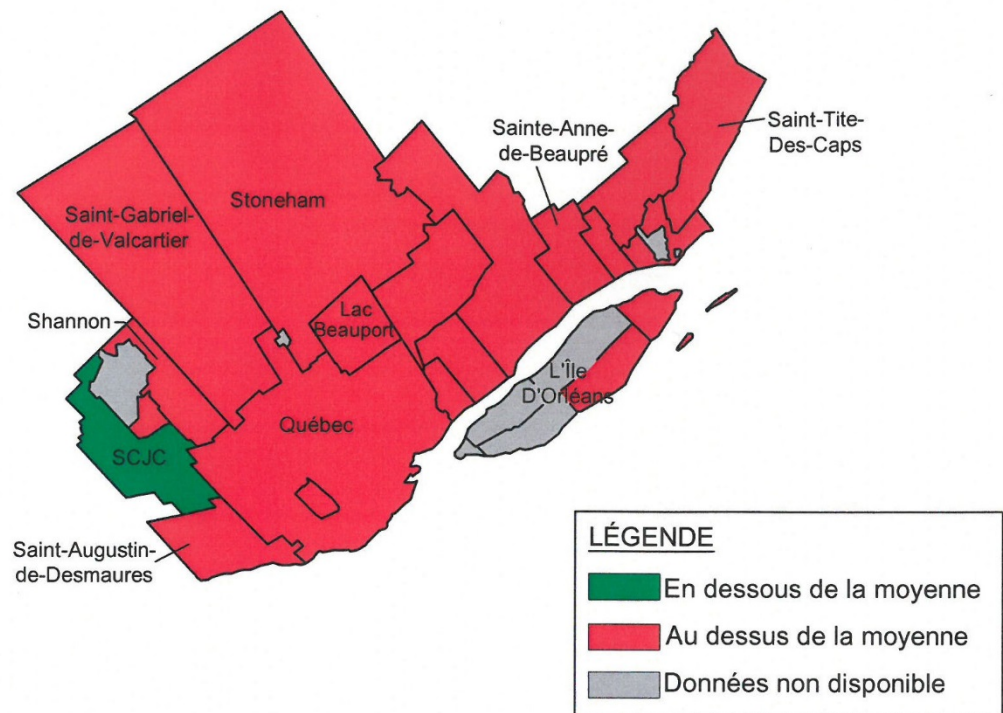 Sainte-Anne-
de-Beaupré
Saint-Tite-
Des-Caps
Stoneham
Saint-Gabriel-
de-Valcartier
Shannon
Lac
Beauport
L'Île
D'Orléans
Québec
SCJC
Saint-Augustin-
de-Desmaures
LÉGENDE
En dessous de la moyenne
Au dessus de la moyenne
Données non disponible